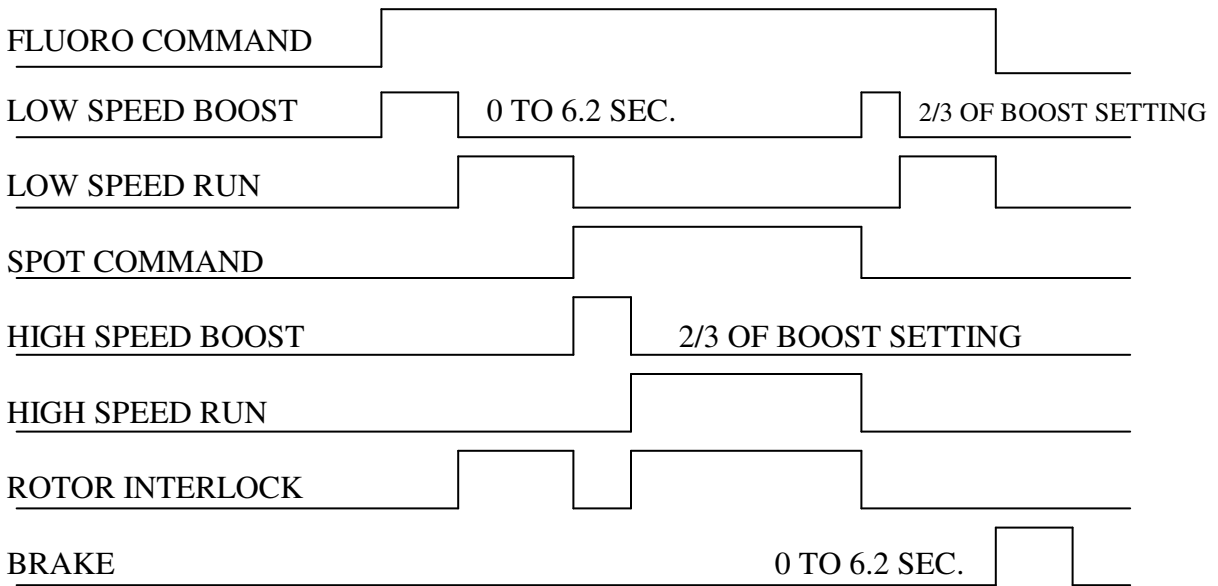 FLUORO COMMAND
LOW SPEED BOOST 0 TO 6.2 SEC. 2/3 OF BOOST SETTING
LOW SPEED RUN
SPOT COMMAND
HIGH SPEED BOOST 2/3 OF BOOST SETTING
HIGH SPEED RUN
ROTOR INTERLOCK
BRAKE 0 TO 6.2 SEC.